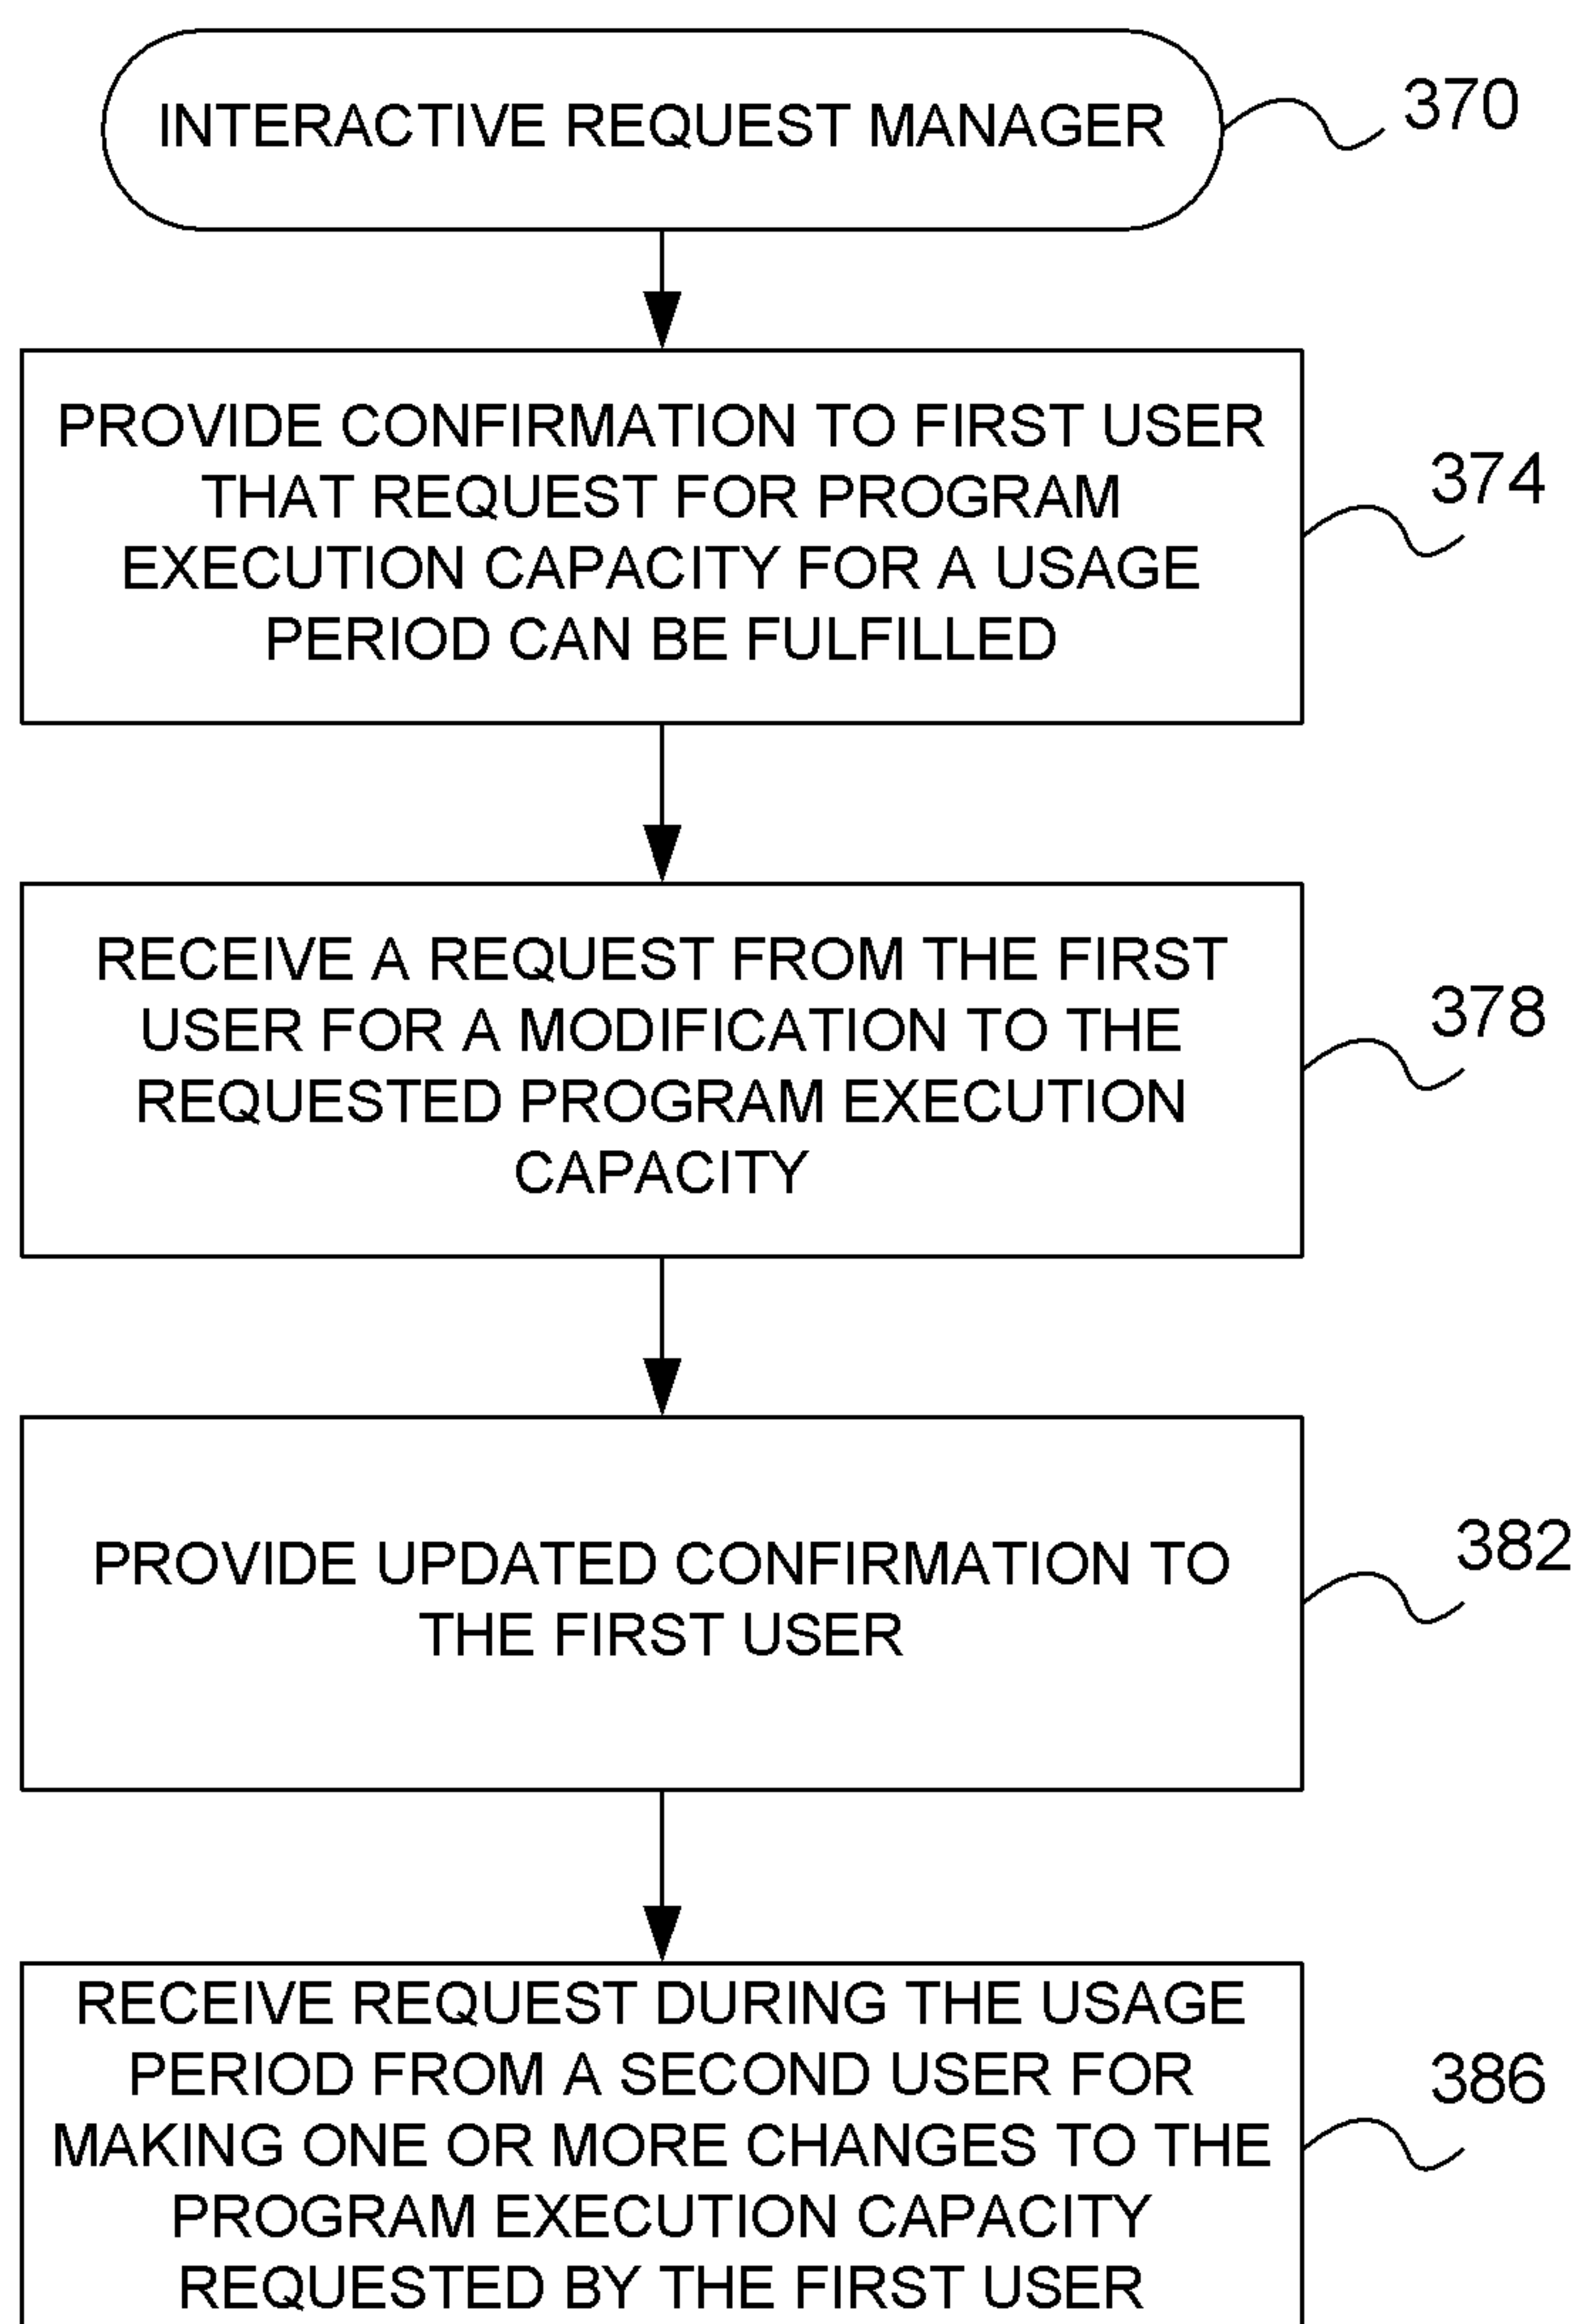 INTERACTIVE REQUEST MANAGER
370
PROVIDE CONFIRMATION TO FIRST USER
THAT REQUEST FOR PROGRAM
EXECUTION CAPACITY FOR A USAGE
PERIOD CAN BE FULFILLED
374
RECEIVE A REQUEST FROM THE FIRST
USER FOR A MODIFICATION TO THE
REQUESTED PROGRAM EXECUTION
CAPACITY
378
PROVIDE UPDATED CONFIRMATION TO
THE FIRST USER
382
RECEIVE REQUEST DURING THE USAGE
PERIOD FROM A SECOND USER FOR
MAKING ONE OR MORE CHANGES TO THE
PROGRAM EXECUTION CAPACITY
REQUESTED BY THE FIRST USER
386